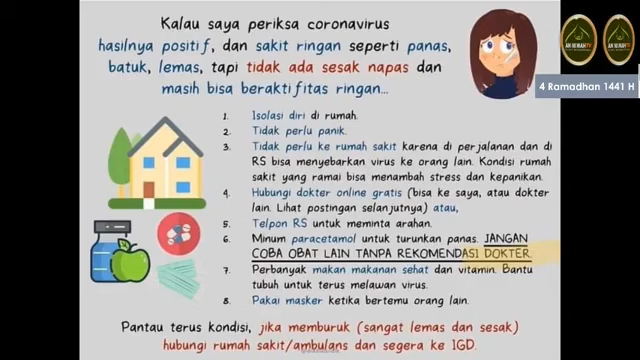 Kalau saya periksa coronavirus
hasilnya positif, dan sakit ringan seperti panas,
batuk, lemas, tapi tidak ada sesak napas dan
masih bisa beraktifitas ringan...
4 Ramadhan 1441 H
1. Isolasi diri di rumah.
2. Tidak perlu panik.
3. Tidak perlu ke rumah sakit karena di perjalanan dan di
RS bisa menyebarkan virus ke orang lain. Kondisi rumah
sakit yang ramai bisa menambah stress dan kepanikan.
4. Hubungi dokter online gratis (bisa ke saya, atau dokter
lain. Lihat postingan selanjutnya) atau,
5. Telpon RS untuk meminta arahan.
6. Minum paracetamol untuk turunkan panas. JANGAN
COBA OBAT LAIN TANPA REKOMENDASI DOKTER.
7. Perbanyak makan makanan sehat dan vitamin. Bantu
tubuh untuk terus melawan virus.
8. Pakai masker ketika bertemu orang lain.
Pantau terus kondisi, jika memburuk (sangat lemas dan sesak)
hubungi rumah sakit/ambulans dan segera ke IGD.